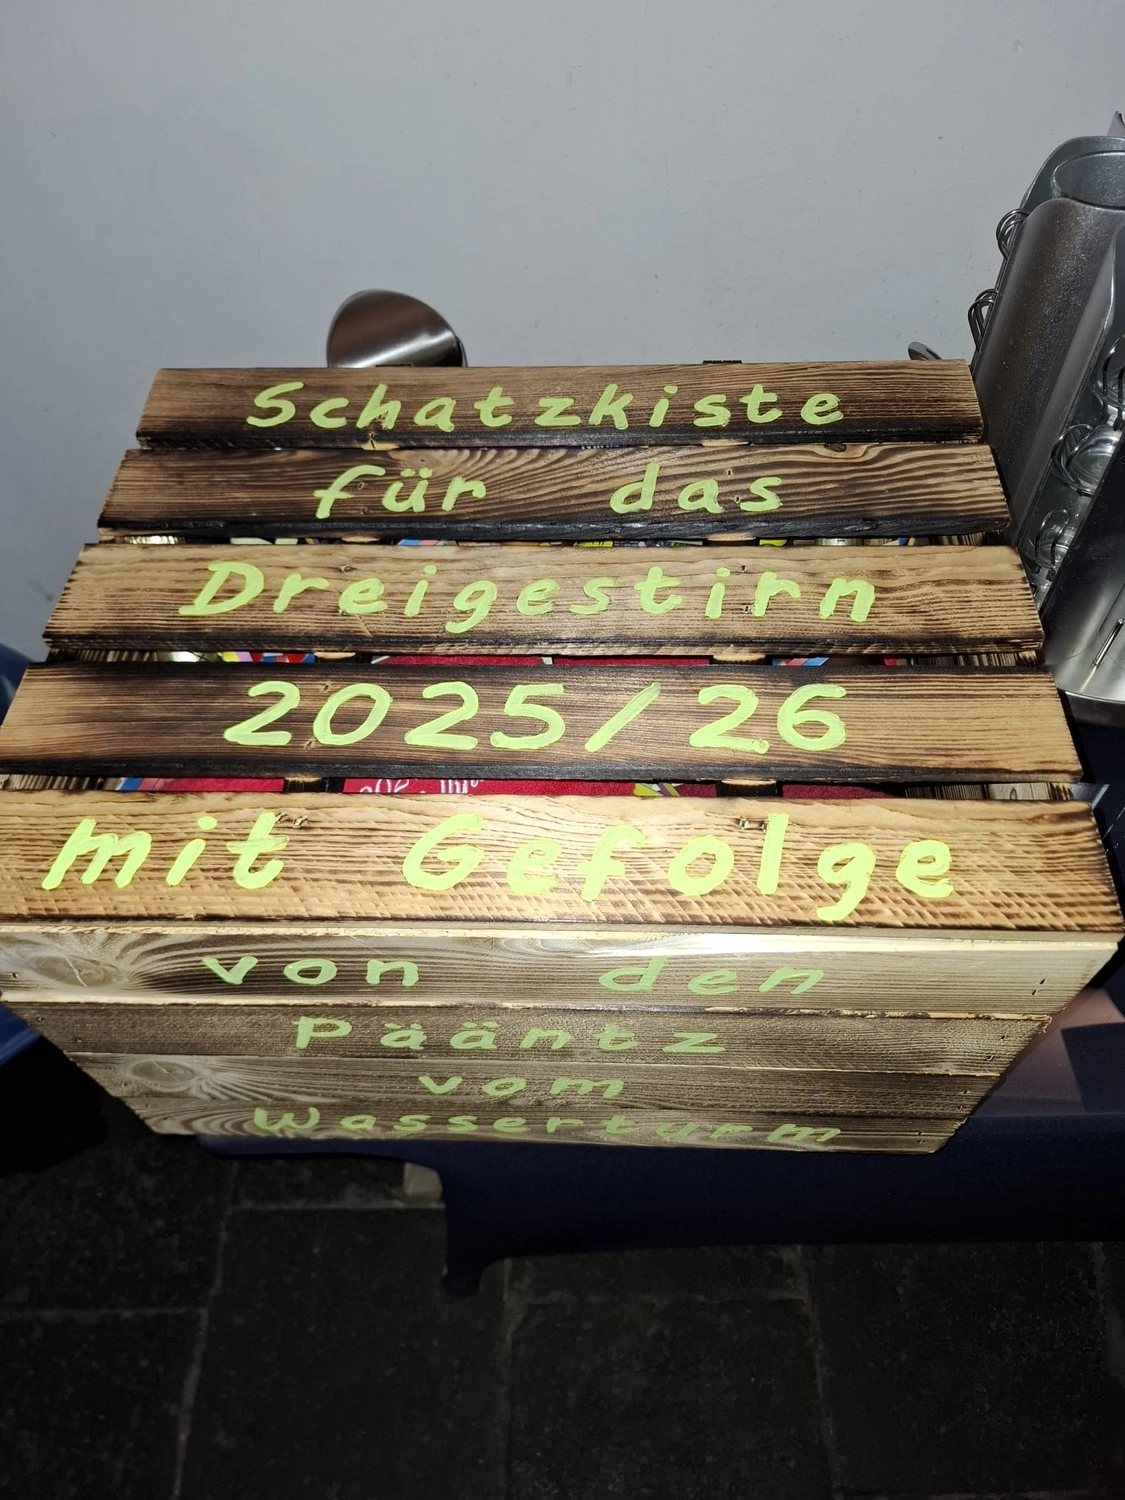 Schatzkiste
für das
Dreigestirn
2025/26
mit Gefolge
von den
Pääntz
vom
Wasserturm